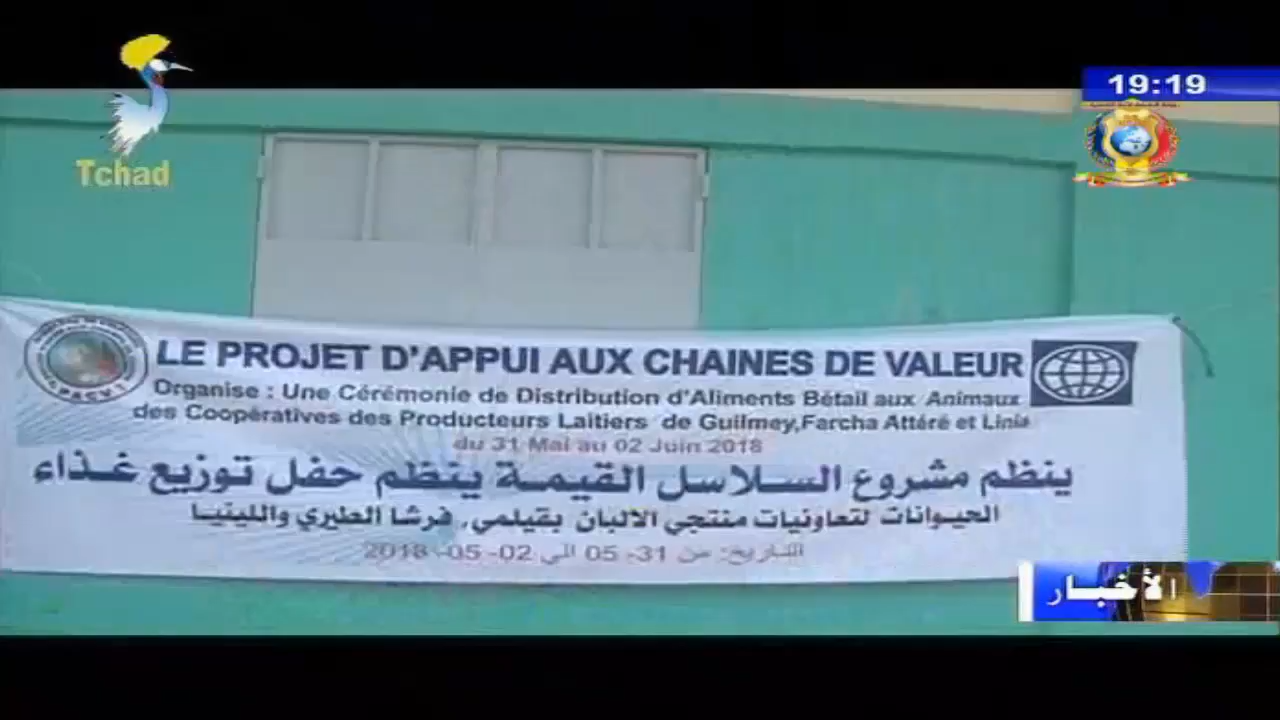 19:19
Tchad
LE PROJET D'APPUI AUX CHAINES DE VALEUR
Organise : Une Cérémonie de Distribution d'Aliments Bétail aux Animaux
des Coopératives des Producteurs Laitiers de Guilmey,Farcha Attéré et Linia
du 31 Mai au 02 Juin 2018
ينظم مشروع السلاسل القيمة ينظم حفل توزيع غذاء
الحيوانات لتعاونيات منتجي الالبان بقيلمي, فرشا العطيري واللينيا
التاريخ: من 31- 05 الى 02- 05- 2018
الأخبار